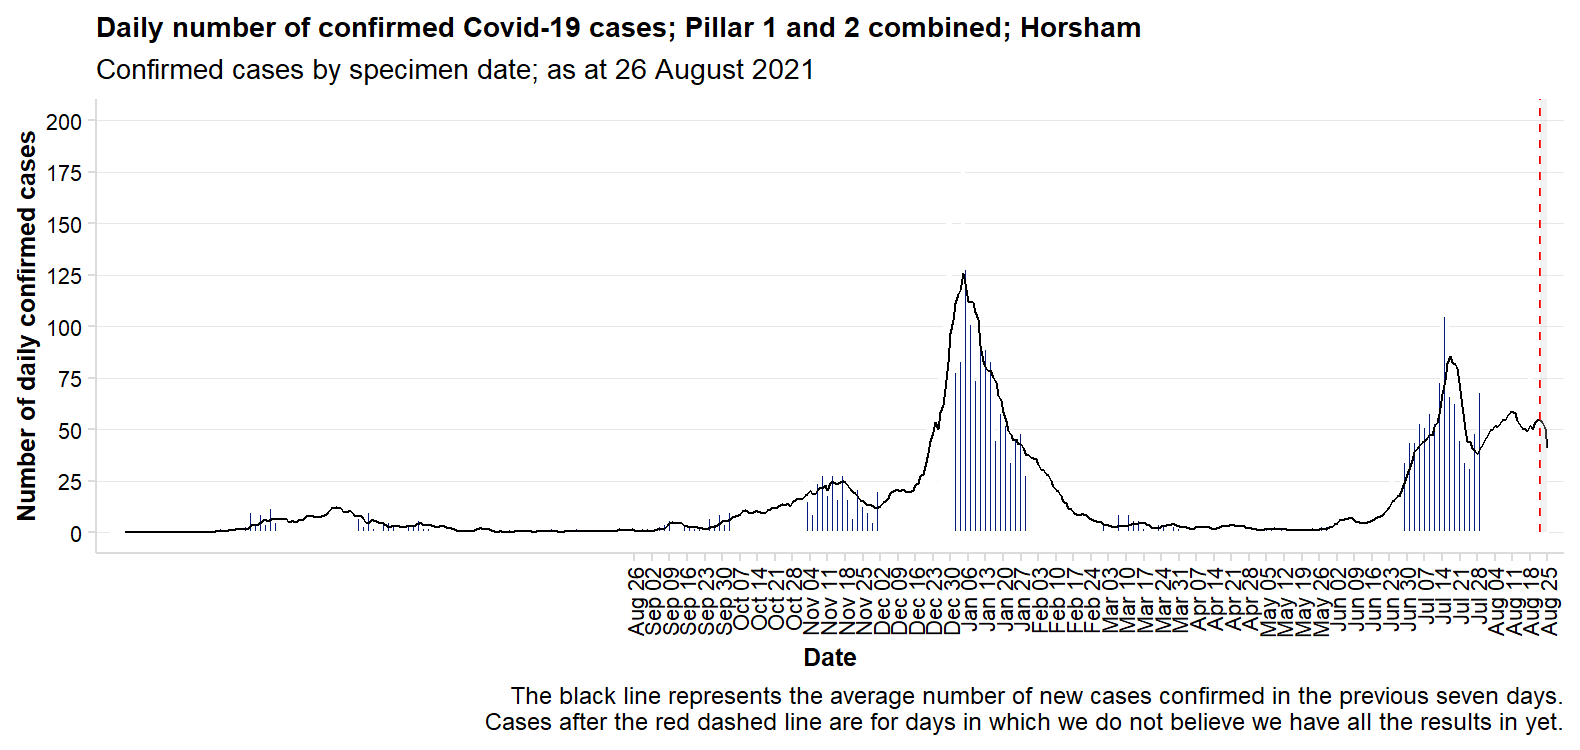 Daily number of confirmed Covid-19 cases; Pillar 1 and 2 combined; Horsham
Confirmed cases by specimen date; as at 26 August 2021
Number of daily confirmed cases
200
175
150
125
100
75
50
25
0
Aug 26
Sep 02
Sep 09
Sep 16
Sep 23
Sep 30
Oct 07
Oct 14
Oct 21
Oct 28
Nov 04
Nov 11
Nov 18
Nov 25
Dec 02
Dec 09
Dec 16
Dec 23
Dec 30
Jan 06
Jan 13
Jan 20
Jan 27
Feb 03
Feb 10
Feb 17
Feb 24
Mar 03
Mar 10
Mar 17
Mar 24
Mar 31
Apr 07
Apr 14
Apr 21
Apr 28
May 05
May 12
May 19
May 26
Jun 02
Jun 09
Jun 16
Jun 23
Jun 30
Jul 07
Jul 14
Jul 21
Jul 28
Aug 04
Aug 11
Aug 18
Aug 25
Date
The black line represents the average number of new cases confirmed in the previous seven days.
Cases after the red dashed line are for days in which we do not believe we have all the results in yet.